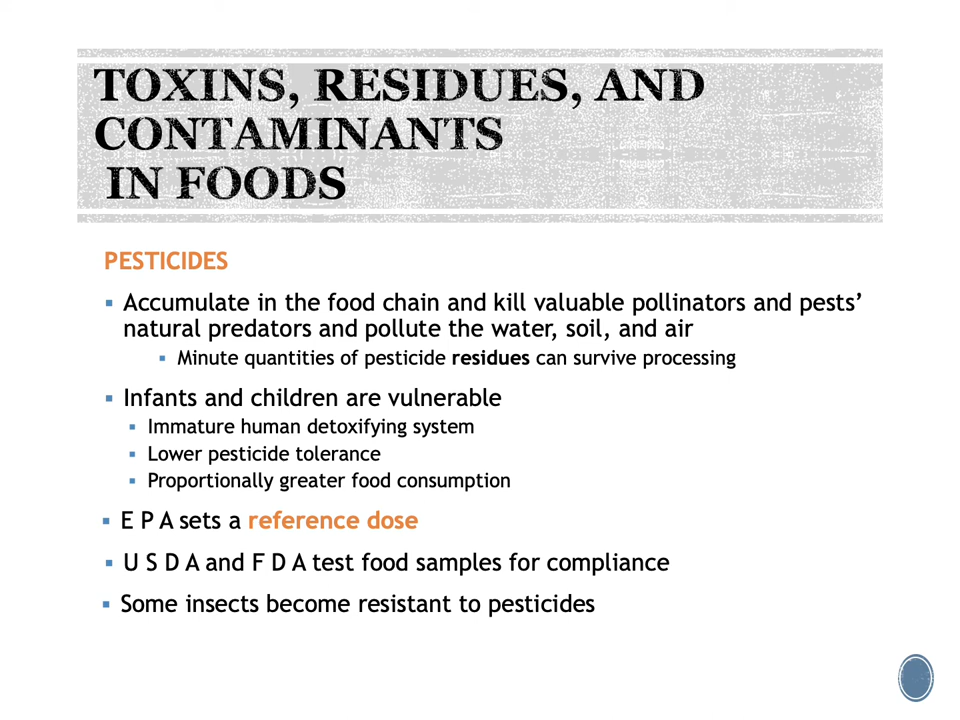 TOXINS, RESIDUES, AND
CONTAMINANTS
IN FOODS
PESTICIDES
▪ Accumulate in the food chain and kill valuable pollinators and pests’
natural predators and pollute the water, soil, and air
▪ Minute quantities of pesticide residues can survive processing
▪ Infants and children are vulnerable
▪ Immature human detoxifying system
▪ Lower pesticide tolerance
▪ Proportionally greater food consumption
▪ E P A sets a reference dose
▪ U S D A and F D A test food samples for compliance
▪ Some insects become resistant to pesticides